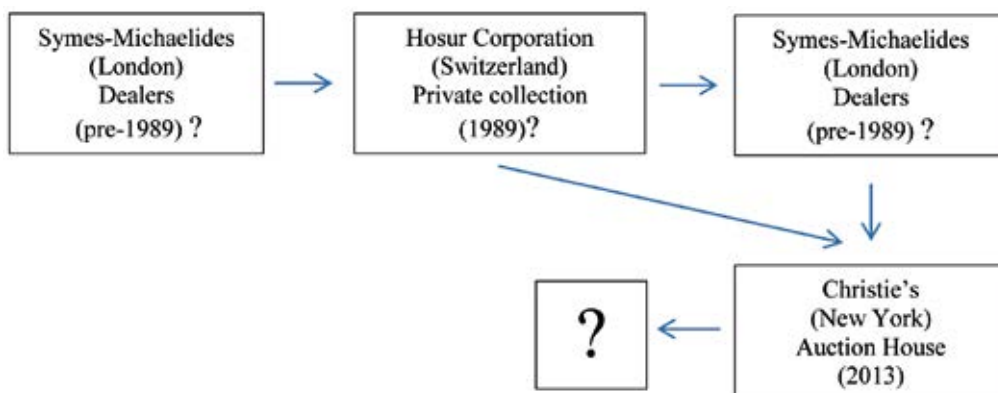 Symes-Michaelides
(London)
Dealers
(pre-1989) ?
Hosur Corporation
(Switzerland)
Private collection
(1989)?
Symes-Michaelides
(London)
Dealers
(pre-1989) ?
?
Christie's
(New York)
Auction House
(2013)